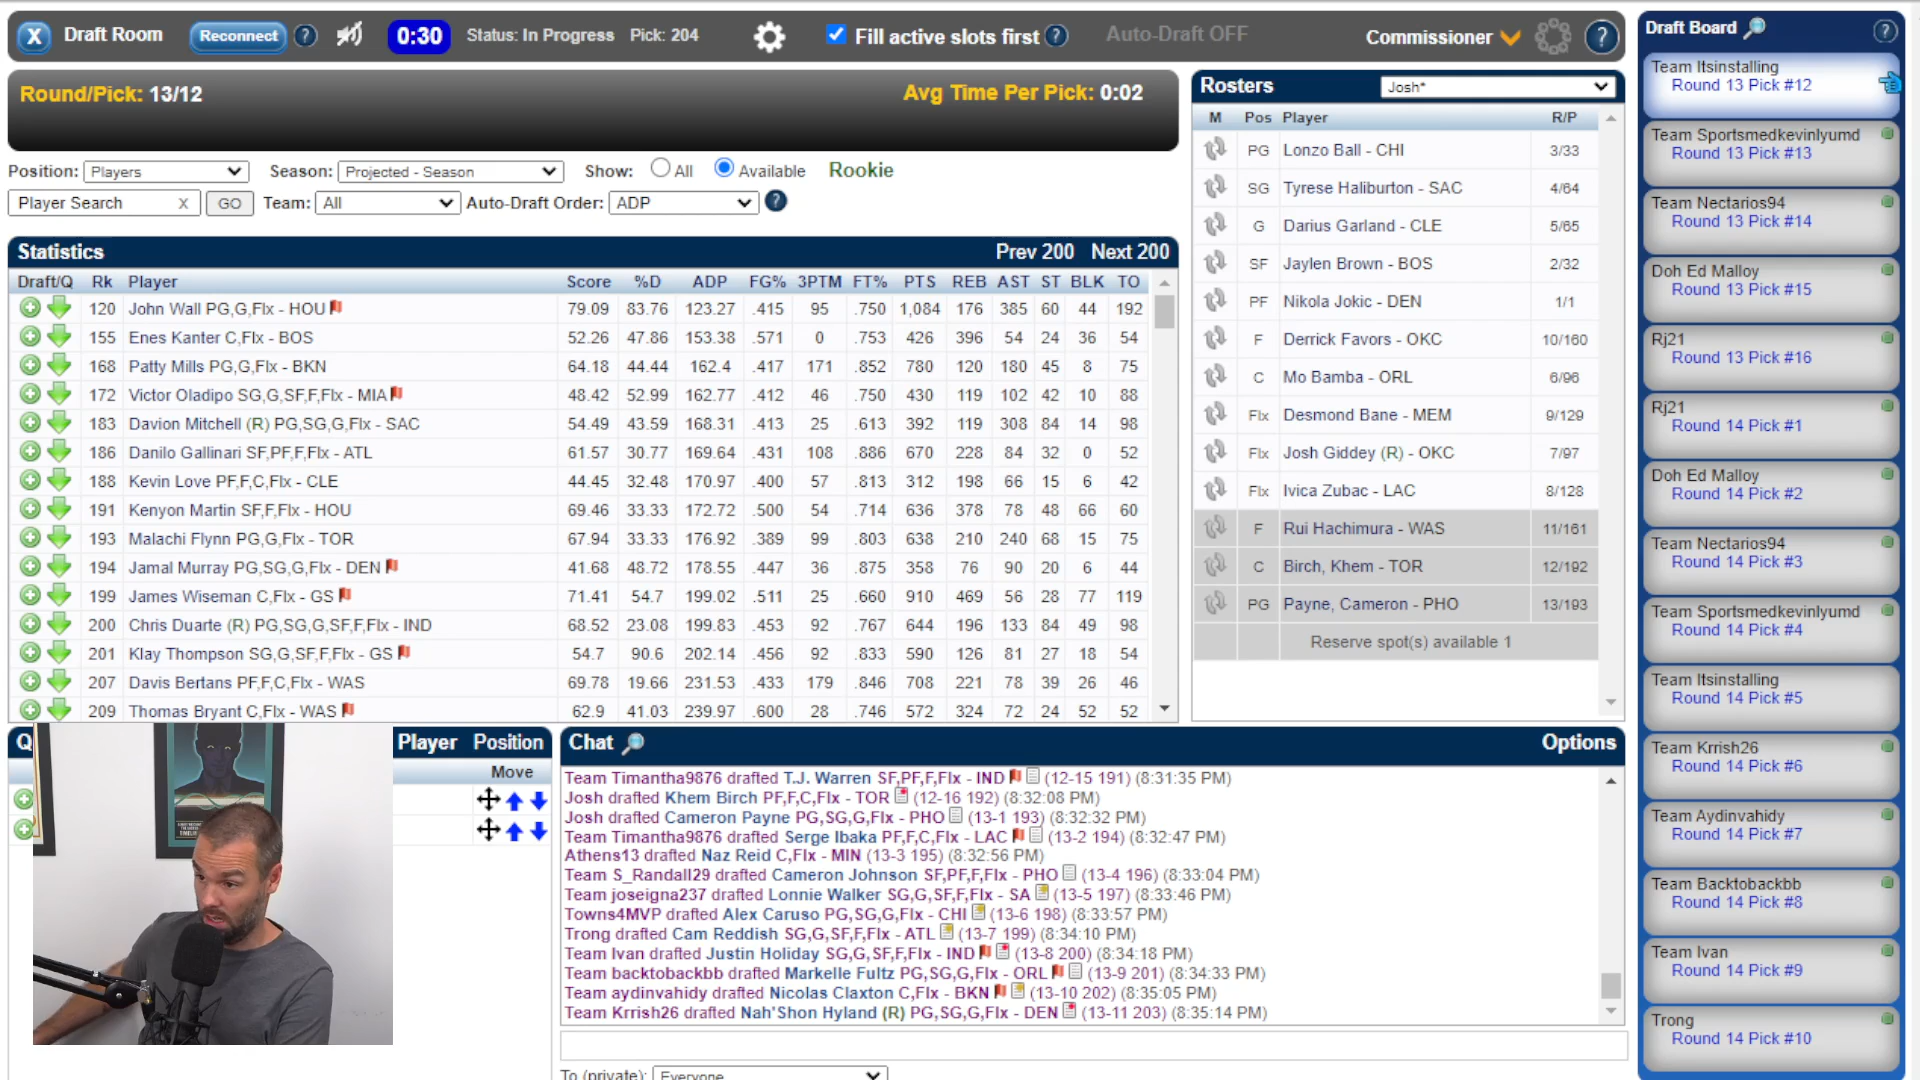 X Draft Room Reconnect ? 0:30 Status: In Progress Pick: 204 Fill active slots first ? Auto-Draft OFF Commissioner ?
Round/Pick: 13/12 Avg Time Per Pick: 0:02
Position: Players Season: Projected - Season Show: All Available Rookie
Player Search x GO Team: All Auto-Draft Order: ADP ?
Statistics Prev 200 Next 200
Draft/Q Rk Player Score %D ADP FG% 3PTM FT% PTS REB AST ST BLK TO
120 John Wall PG,G,Flx - HOU 79.09 83.76 123.27 .415 95 .750 1,084 176 385 60 44 192
155 Enes Kanter C,Flx - BOS 52.26 47.86 153.38 .571 0 .753 426 396 54 24 36 54
168 Patty Mills PG,G,Flx - BKN 64.18 44.44 162.4 .417 171 .852 780 120 180 45 8 75
172 Victor Oladipo SG,G,SF,F,Flx - MIA 48.42 52.99 162.77 .412 46 .750 430 119 102 42 10 88
183 Davion Mitchell (R) PG,SG,G,Flx - SAC 54.49 43.59 168.31 .413 25 .613 392 119 308 84 14 98
186 Danilo Gallinari SF,PF,F,Flx - ATL 61.57 30.77 169.64 .431 108 .886 670 228 84 32 0 52
188 Kevin Love PF,F,C,Flx - CLE 44.45 32.48 170.97 .400 57 .813 312 198 66 15 6 42
191 Kenyon Martin SF,F,Flx - HOU 69.46 33.33 172.72 .500 54 .714 636 378 78 48 66 60
193 Malachi Flynn PG,G,Flx - TOR 67.94 33.33 176.92 .389 99 .803 638 210 240 68 15 75
194 Jamal Murray PG,SG,G,Flx - DEN 41.68 48.72 178.55 .447 36 .875 358 76 90 20 6 44
199 James Wiseman C,Flx - GS 71.41 54.7 199.02 .511 25 .660 910 469 56 28 77 119
200 Chris Duarte (R) PG,SG,G,SF,F,Flx - IND 68.52 23.08 199.83 .453 92 .767 644 196 133 84 49 98
201 Klay Thompson SG,G,SF,F,Flx - GS 54.7 90.6 202.14 .456 92 .833 590 126 81 27 18 54
207 Davis Bertans PF,F,C,Flx - WAS 69.78 19.66 231.53 .433 179 .846 708 221 78 39 26 46
209 Thomas Bryant C,Flx - WAS 62.9 41.03 239.97 .600 28 .746 572 324 72 24 52 52
Rosters Josh*
M Pos Player R/P
PG Lonzo Ball - CHI 3/33
SG Tyrese Haliburton - SAC 4/64
G Darius Garland - CLE 5/65
SF Jaylen Brown - BOS 2/32
PF Nikola Jokic - DEN 1/1
F Derrick Favors - OKC 10/160
C Mo Bamba - ORL 6/96
Flx Desmond Bane - MEM 9/129
Flx Josh Giddey (R) - OKC 7/97
Flx Ivica Zubac - LAC 8/128
F Rui Hachimura - WAS 11/161
C Birch, Khem - TOR 12/192
PG Payne, Cameron - PHO 13/193
Reserve spot(s) available 1
Q Player Position
Move
Chat Options
Team Timantha9876 drafted T.J. Warren SF,PF,F,Flx - IND (12-15 191) (8:31:35 PM)
Josh drafted Khem Birch PF,F,C,Flx - TOR (12-16 192) (8:32:08 PM)
Josh drafted Cameron Payne PG,SG,G,Flx - PHO (13-1 193) (8:32:32 PM)
Team Timantha9876 drafted Serge Ibaka PF,F,C,Flx - LAC (13-2 194) (8:32:47 PM)
Athens13 drafted Naz Reid C,Flx - MIN (13-3 195) (8:32:56 PM)
Team S_Randall29 drafted Cameron Johnson SF,PF,F,Flx - PHO (13-4 196) (8:33:04 PM)
Team joseigna237 drafted Lonnie Walker SG,G,SF,F,Flx - SA (13-5 197) (8:33:46 PM)
Towns4MVP drafted Alex Caruso PG,SG,G,Flx - CHI (13-6 198) (8:33:57 PM)
Trong drafted Cam Reddish SG,G,SF,F,Flx - ATL (13-7 199) (8:34:10 PM)
Team Ivan drafted Justin Holiday SG,G,SF,F,Flx - IND (13-8 200) (8:34:18 PM)
Team backtobackbb drafted Markelle Fultz PG,SG,G,Flx - ORL (13-9 201) (8:34:33 PM)
Team aydinvahidy drafted Nicolas Claxton C,Flx - BKN (13-10 202) (8:35:05 PM)
Team Krrish26 drafted Nah'Shon Hyland (R) PG,SG,G,Flx - DEN (13-11 203) (8:35:14 PM)
To (private): Everyone
Draft Board ?
Team Itsinstalling
Round 13 Pick #12
Team Sportsmedkevinlyumd
Round 13 Pick #13
Team Nectarios94
Round 13 Pick #14
Doh Ed Malloy
Round 13 Pick #15
Rj21
Round 13 Pick #16
Rj21
Round 14 Pick #1
Doh Ed Malloy
Round 14 Pick #2
Team Nectarios94
Round 14 Pick #3
Team Sportsmedkevinlyumd
Round 14 Pick #4
Team Itsinstalling
Round 14 Pick #5
Team Krrish26
Round 14 Pick #6
Team Aydinvahidy
Round 14 Pick #7
Team Backtobackbb
Round 14 Pick #8
Team Ivan
Round 14 Pick #9
Trong
Round 14 Pick #10